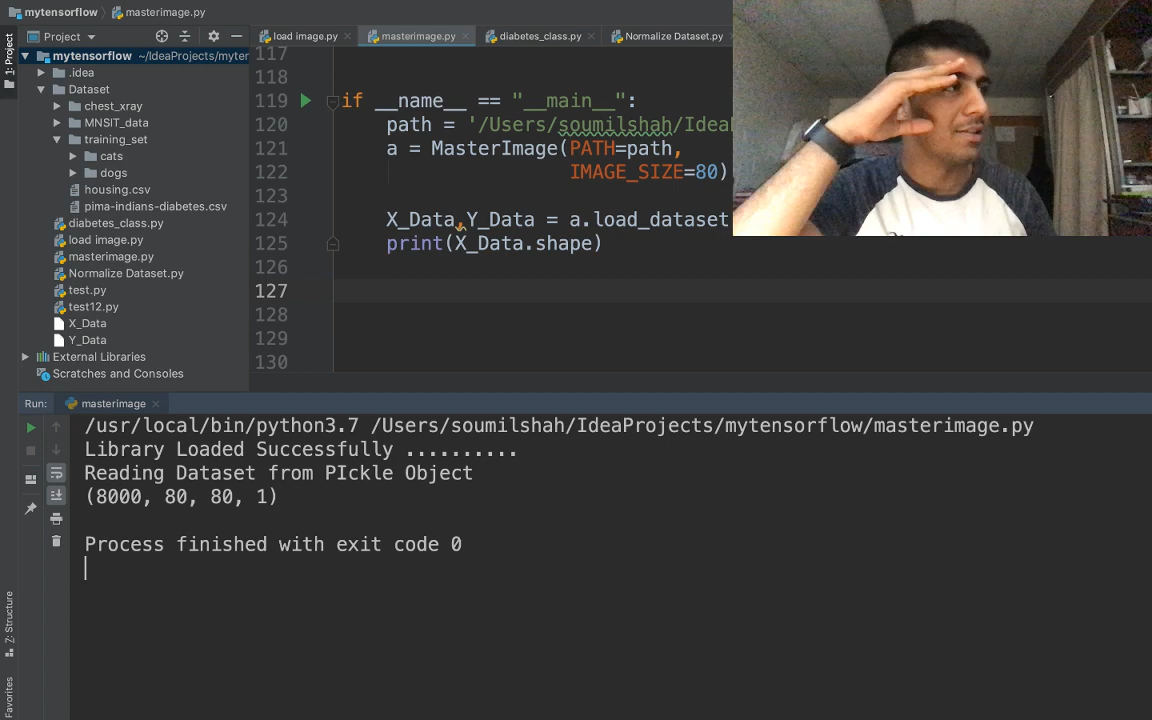 mytensorflow
masterimage.py
Project
load image.py
masterimage.py
diabetes_class.py
Normalize Dataset.py
1: Project
mytensorflow ~/IdeaProjects/myter
.idea
Dataset
chest_xray
MNSIT_data
training_set
cats
dogs
housing.csv
pima-indians-diabetes.csv
diabetes_class.py
load image.py
masterimage.py
Normalize Dataset.py
test.py
test12.py
X_Data
Y_Data
External Libraries
Scratches and Consoles
117
118
119 if __name__ == "__main__":
120 path = '/Users/soumilshah/Idea
121 a = MasterImage(PATH=path,
122 IMAGE_SIZE=80)
123
124 X_Data,Y_Data = a.load_dataset
125 print(X_Data.shape)
126
127
128
129
130
Run: masterimage
/usr/local/bin/python3.7 /Users/soumilshah/IdeaProjects/mytensorflow/masterimage.py
Library Loaded Successfully ..........
Reading Dataset from PIckle Object
(8000, 80, 80, 1)
Process finished with exit code 0
Z: Structure
Favorites